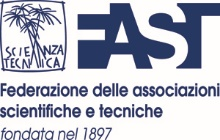 SCIENZA
TECNICA
FAST
Federazione delle associazioni
scientifiche e tecniche
fondata nel 1897